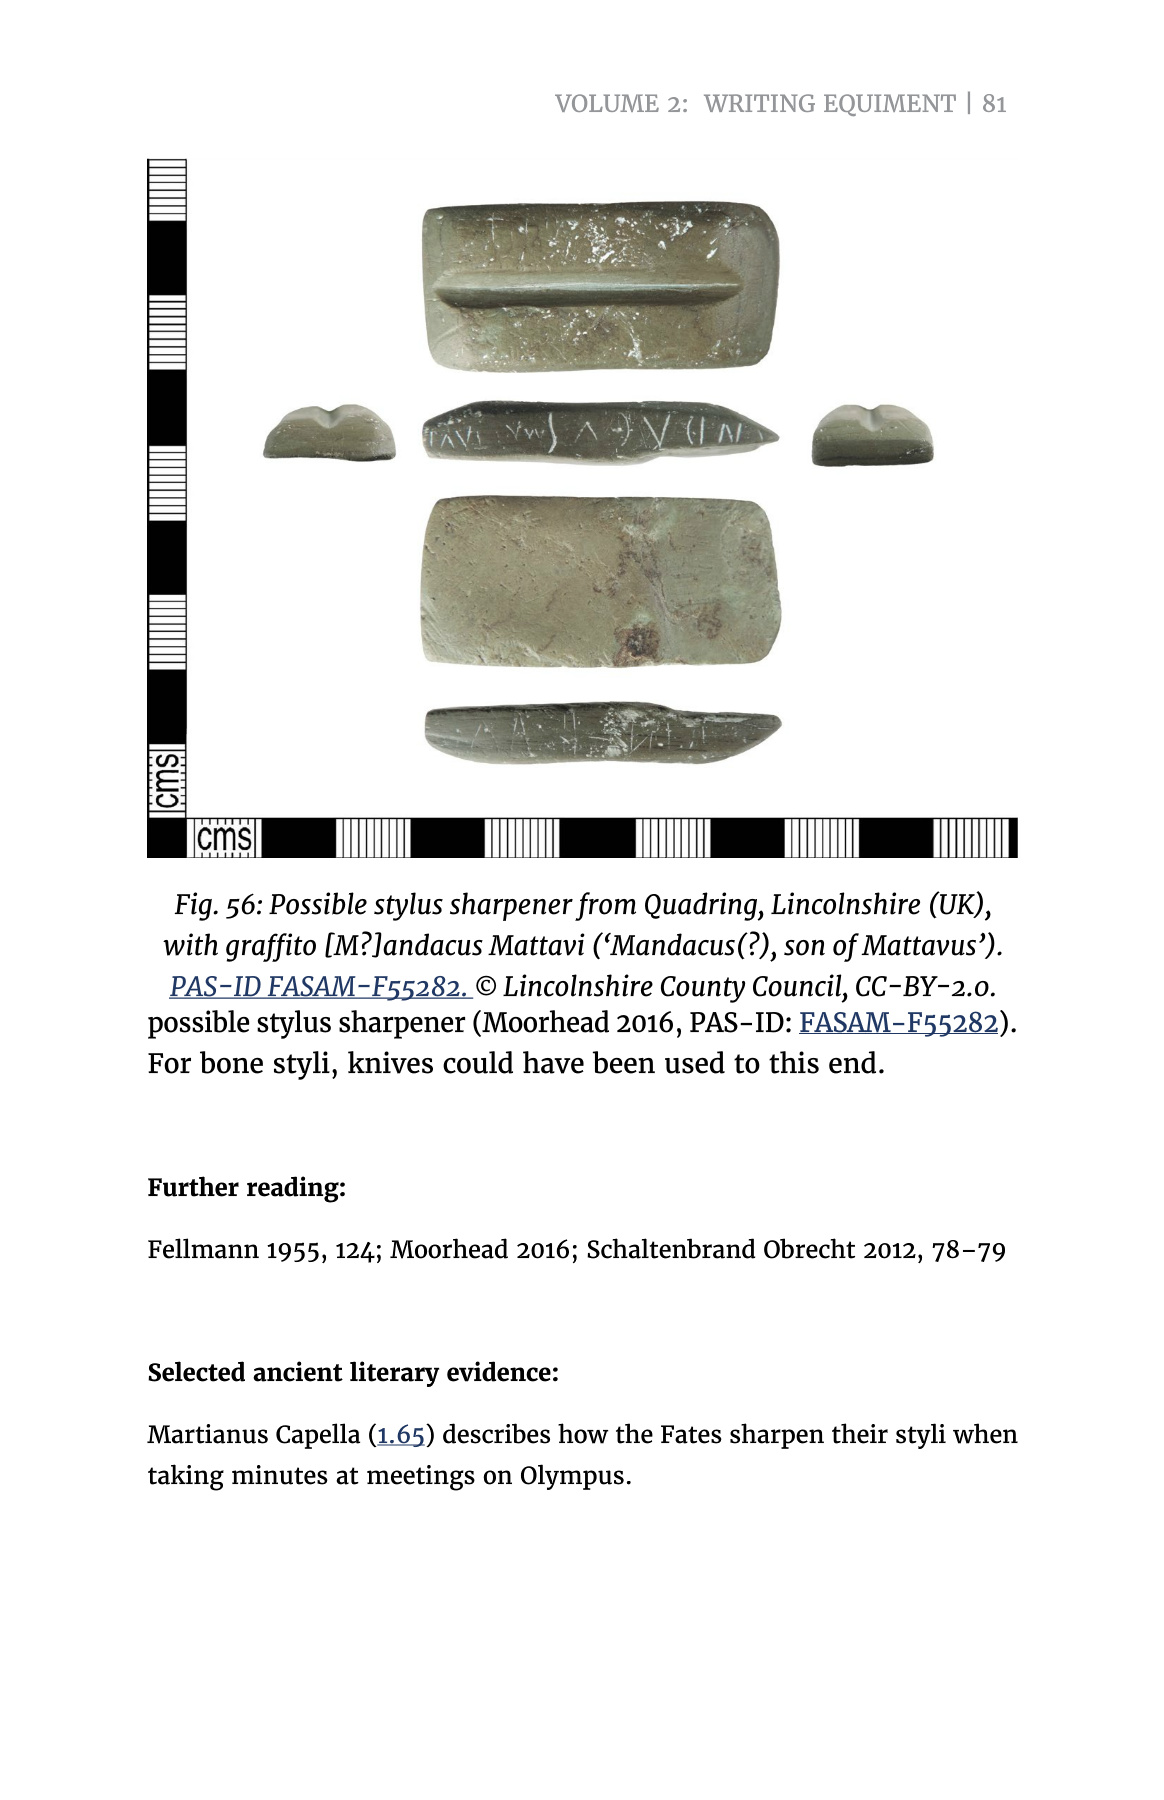 VOLUME 2: WRITING EQUIMENT | 81
cms
cms
Fig. 56: Possible stylus sharpener from Quadring, Lincolnshire (UK),
with graffito [M?]andacus Mattavi (‘Mandacus(?), son of Mattavus’).
PAS-ID FASAM-F55282. © Lincolnshire County Council, CC-BY-2.0.
possible stylus sharpener (Moorhead 2016, PAS-ID: FASAM-F55282).
For bone styli, knives could have been used to this end.
Further reading:
Fellmann 1955, 124; Moorhead 2016; Schaltenbrand Obrecht 2012, 78–79
Selected ancient literary evidence:
Martianus Capella (1.65) describes how the Fates sharpen their styli when
taking minutes at meetings on Olympus.